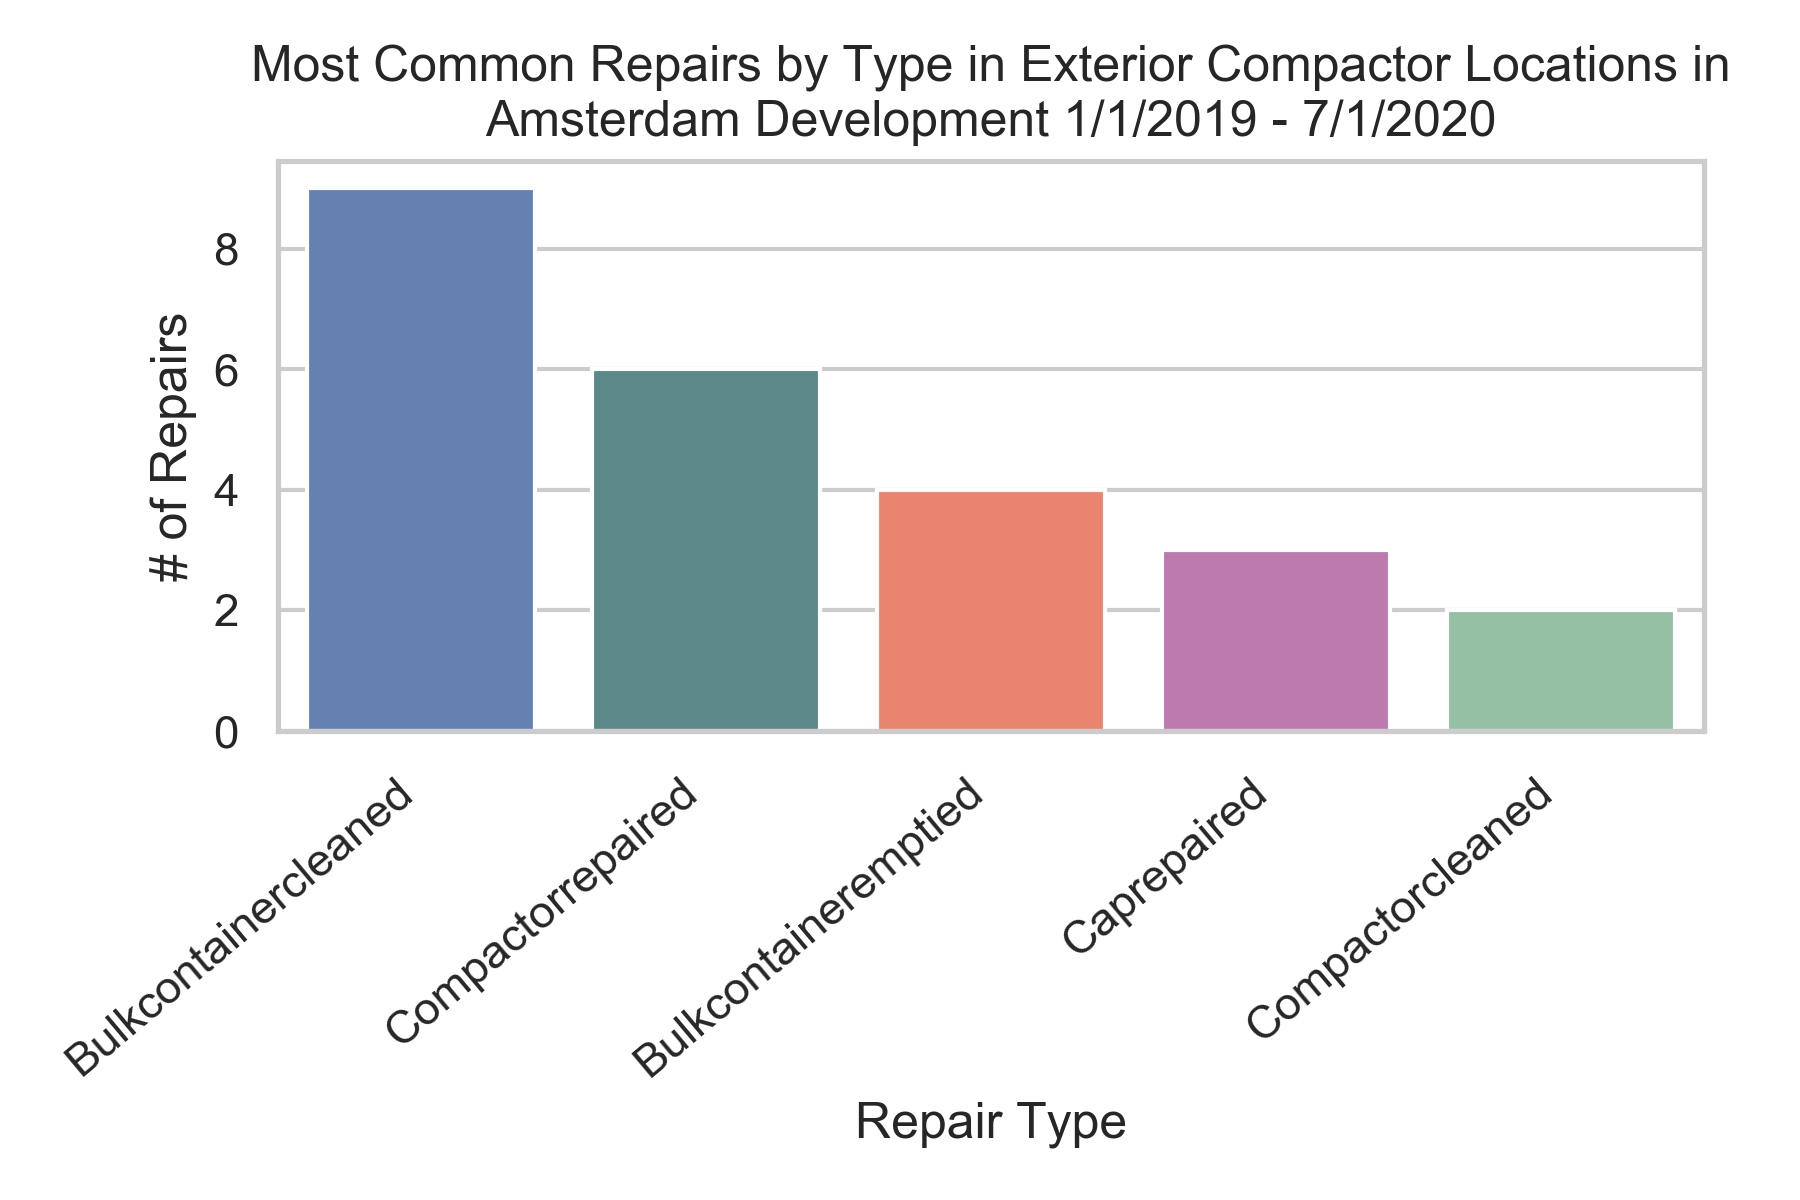 Most Common Repairs by Type in Exterior Compactor Locations in
Amsterdam Development 1/1/2019 - 7/1/2020
# of Repairs
8
6
4
2
0
Bulkcontainercleaned
Compactorrepaired
Bulkcontaineremptied
Caprepaired
Compactorcleaned
Repair Type